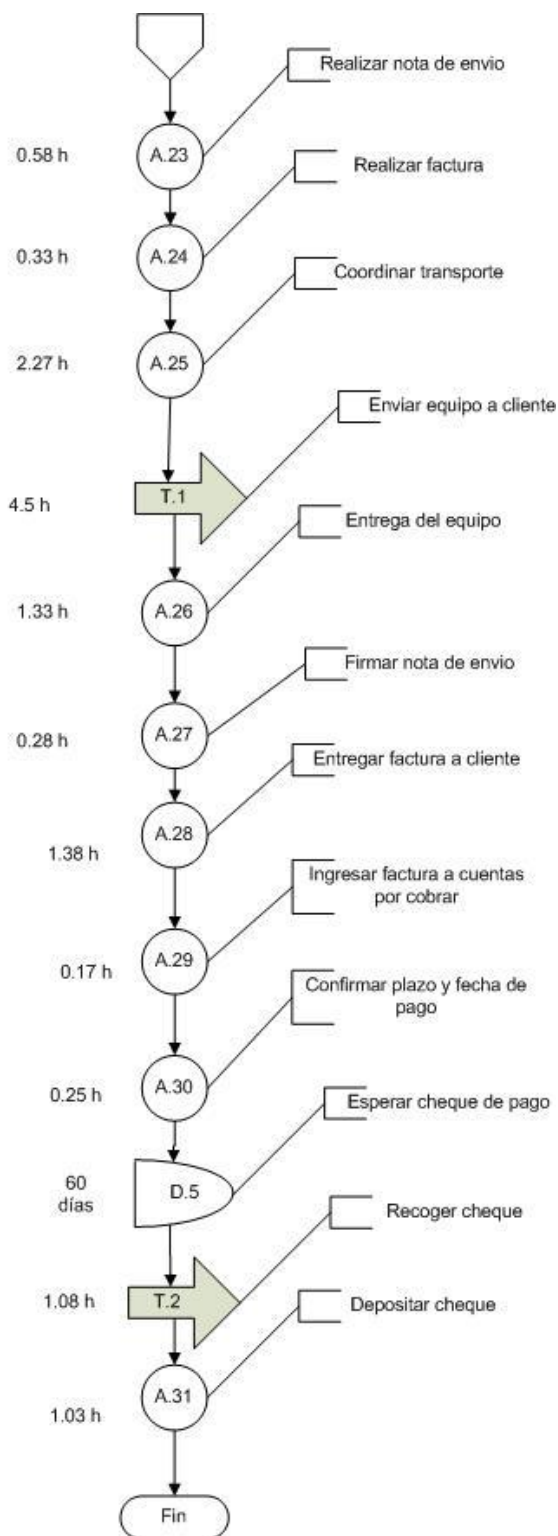 Realizar nota de envio
0.58 h
A.23
Realizar factura
0.33 h
A.24
Coordinar transporte
2.27 h
A.25
Enviar equipo a cliente
4.5 h
T.1
Entrega del equipo
1.33 h
A.26
Firmar nota de envio
0.28 h
A.27
Entregar factura a cliente
1.38 h
A.28
Ingresar factura a cuentas
por cobrar
0.17 h
A.29
Confirmar plazo y fecha de
pago
0.25 h
A.30
Esperar cheque de pago
60
días
D.5
Recoger cheque
1.08 h
T.2
Depositar cheque
1.03 h
A.31
Fin